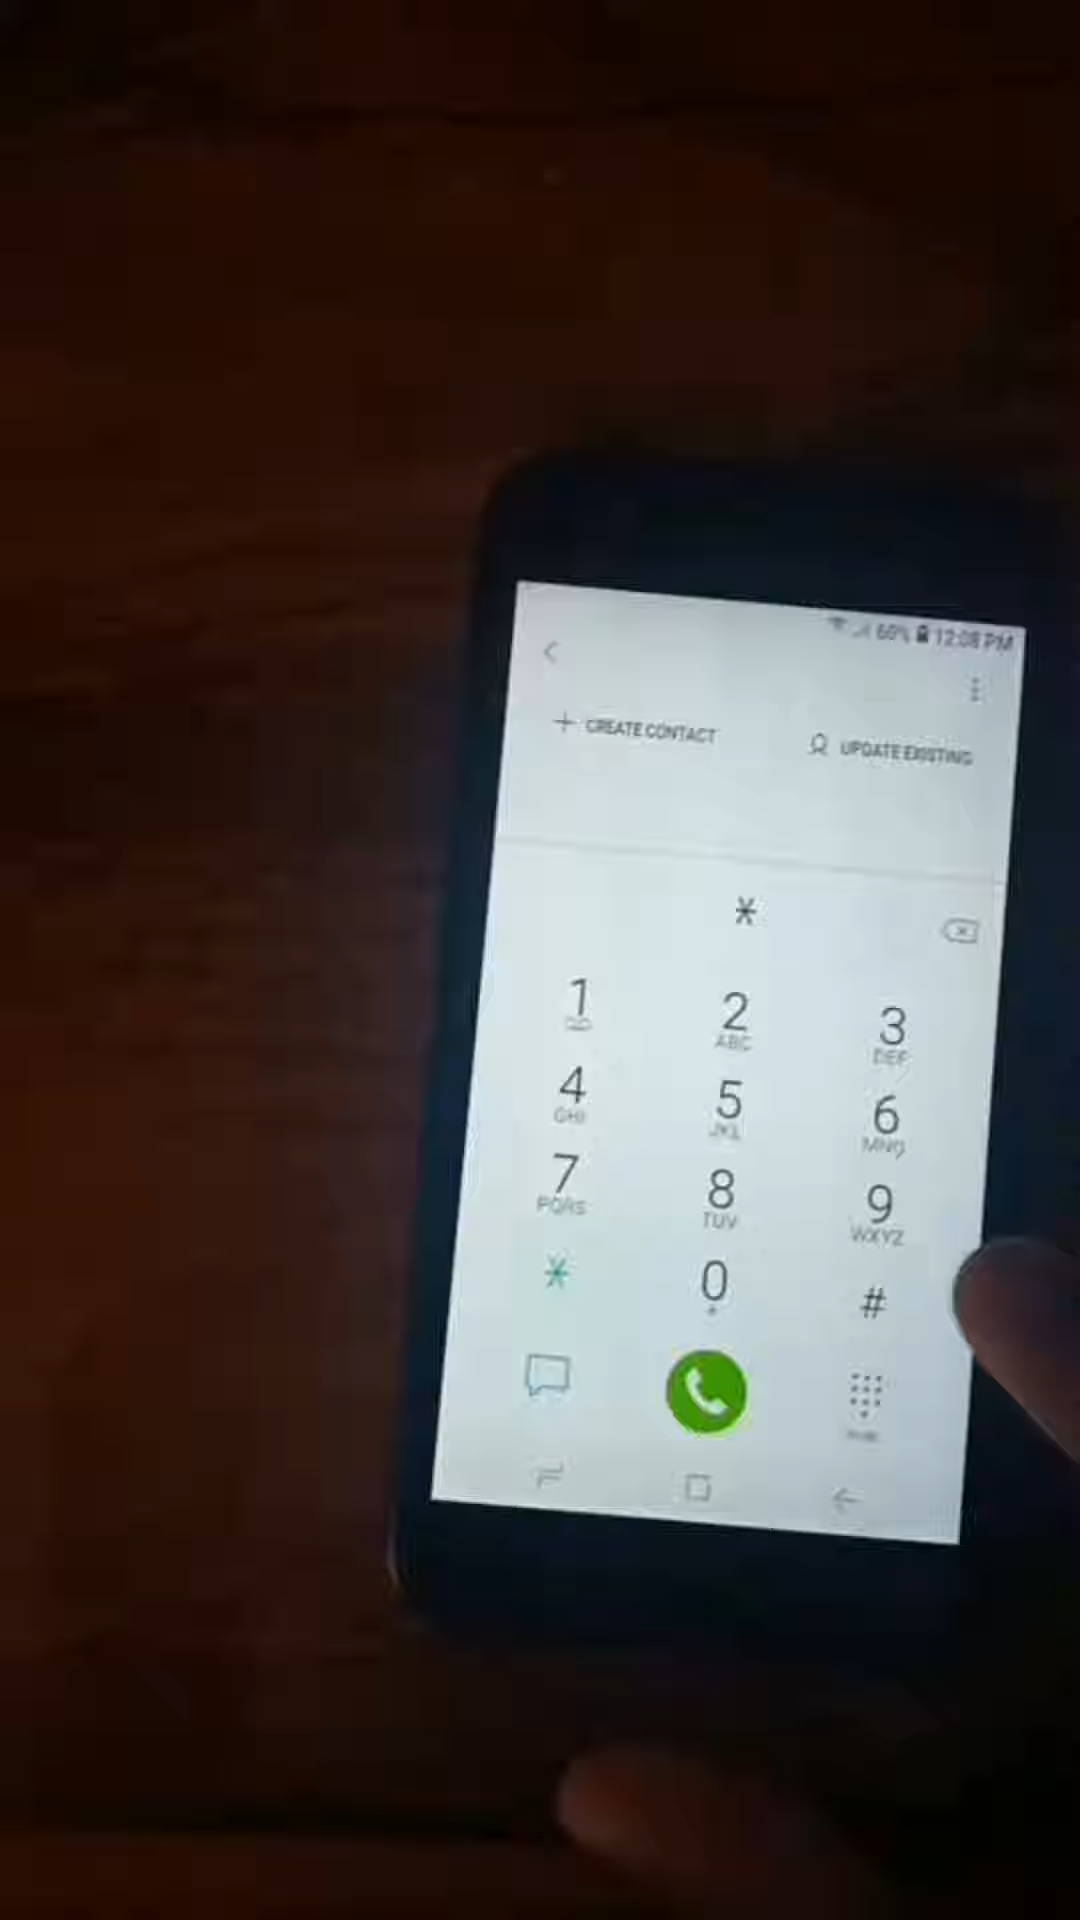 66% 12:08 PM
CREATE CONTACT UPDATE EXISTING
*
1 2 3
ABC DEF
4 5 6
GHI JKL MNO
7 8 9
PQRS TUV WXYZ
* 0 #
+